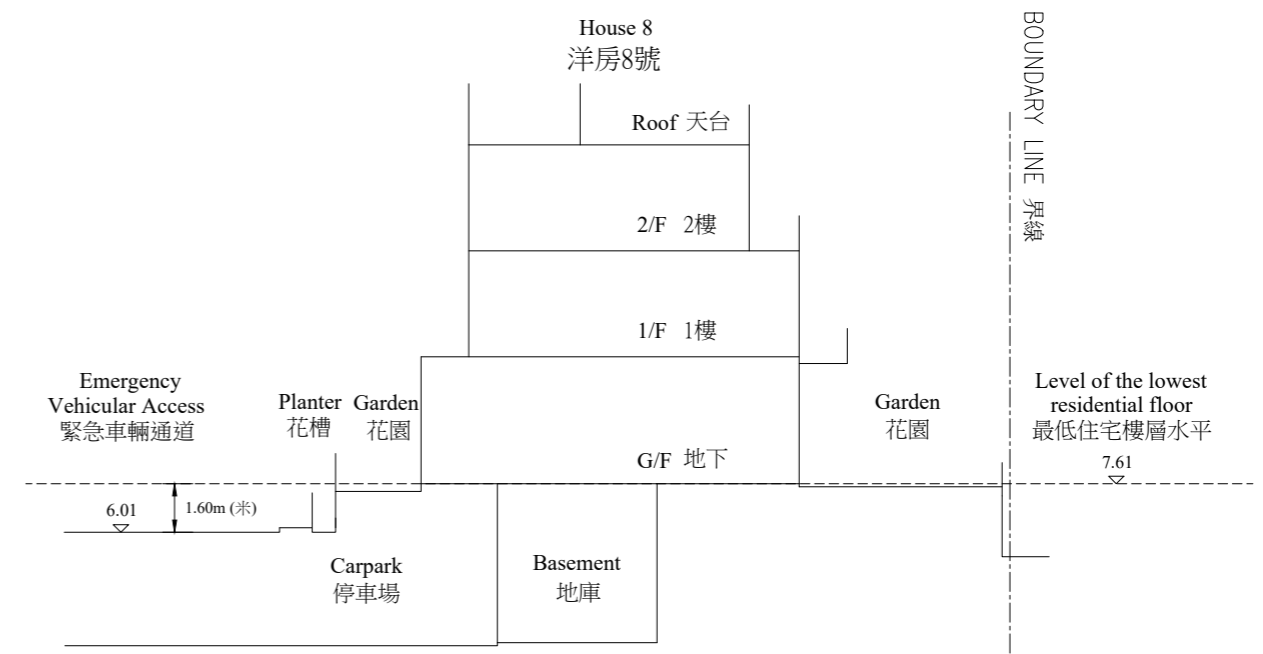 House 8
洋房8號
BOUNDARY LINE 界線
Roof 天台
2/F 2樓
1/F 1樓
Emergency
Vehicular Access
緊急車輛通道
Planter
花槽
Garden
花園
Garden
花園
Level of the lowest
residential floor
最低住宅樓層水平
7.61
G/F 地下
6.01
1.60m (米)
Carpark
停車場
Basement
地庫